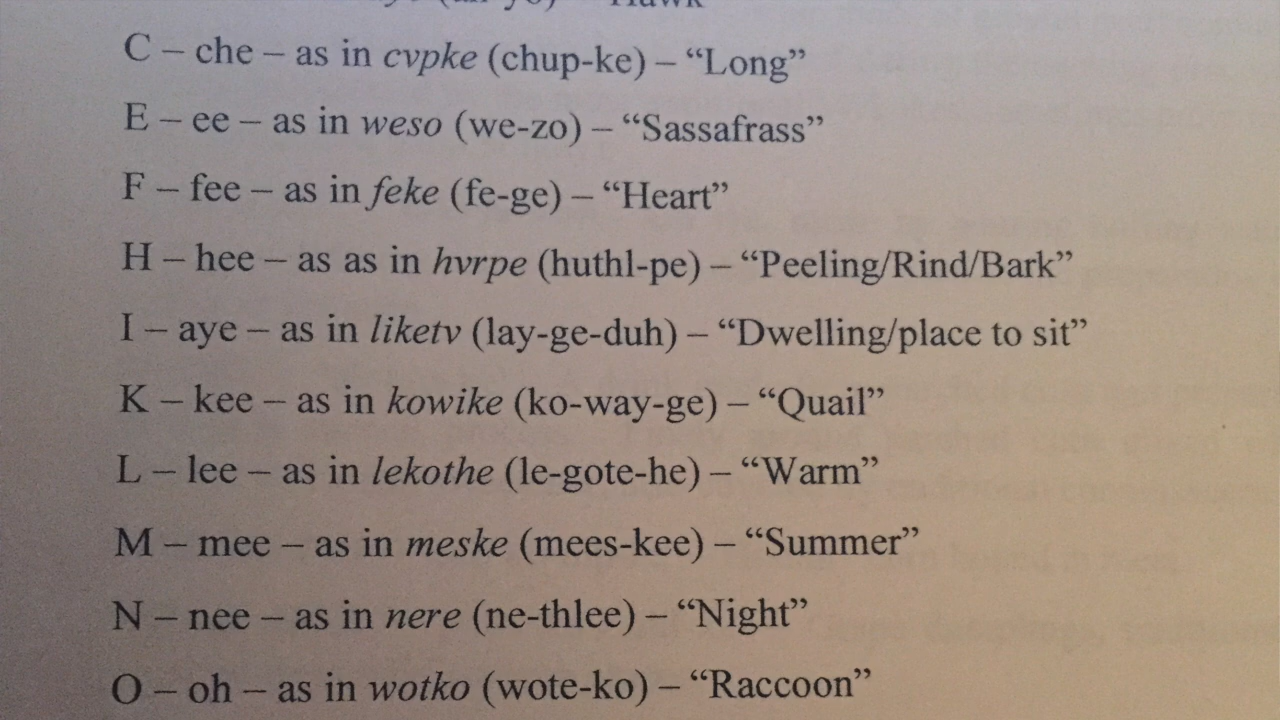 C – che – as in cvpke (chup-ke) – “Long”
E – ee – as in weso (we-zo) – “Sassafrass”
F – fee – as in feke (fe-ge) – “Heart”
H – hee – as as in hvrpe (huthl-pe) – “Peeling/Rind/Bark”
I – aye – as in liketv (lay-ge-duh) – “Dwelling/place to sit”
K – kee – as in kowike (ko-way-ge) – “Quail”
L – lee – as in lekothe (le-gote-he) – “Warm”
M – mee – as in meske (mees-kee) – “Summer”
N – nee – as in nere (ne-thlee) – “Night”
O – oh – as in wotko (wote-ko) – “Raccoon”